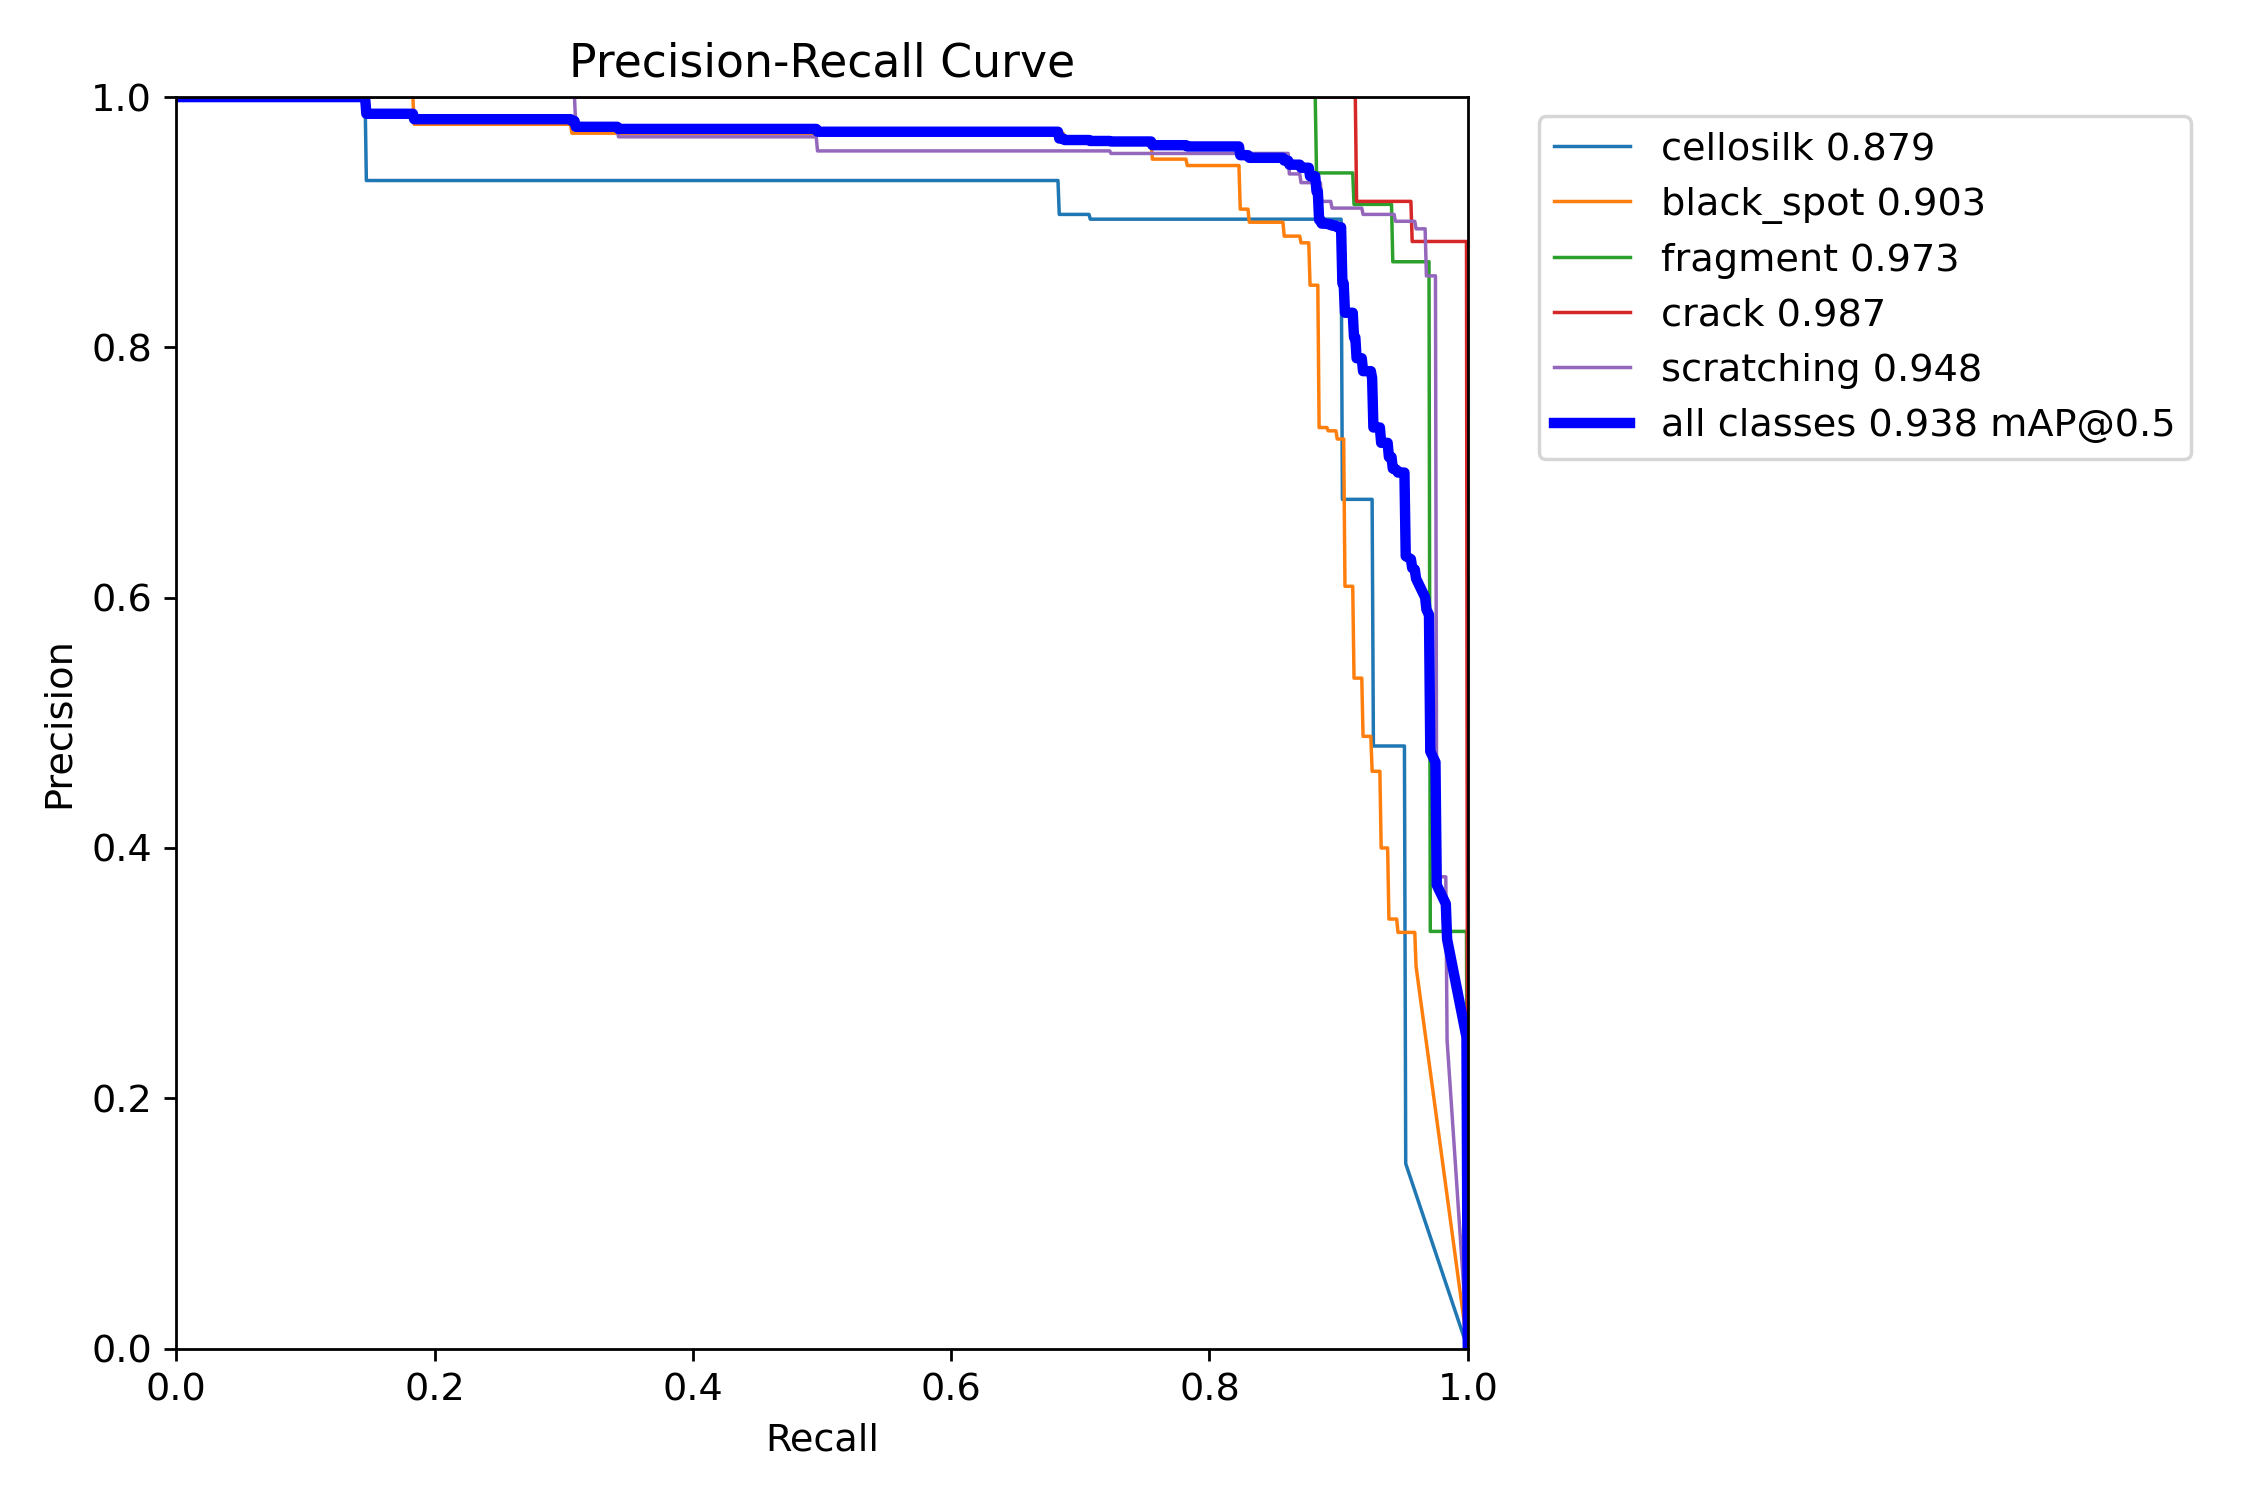 Precision-Recall Curve
1.0
0.8
0.6
0.4
0.2
0.0
Precision
0.0 0.2 0.4 0.6 0.8 1.0
Recall
cellosilk 0.879
black_spot 0.903
fragment 0.973
crack 0.987
scratching 0.948
all classes 0.938 mAP@0.5